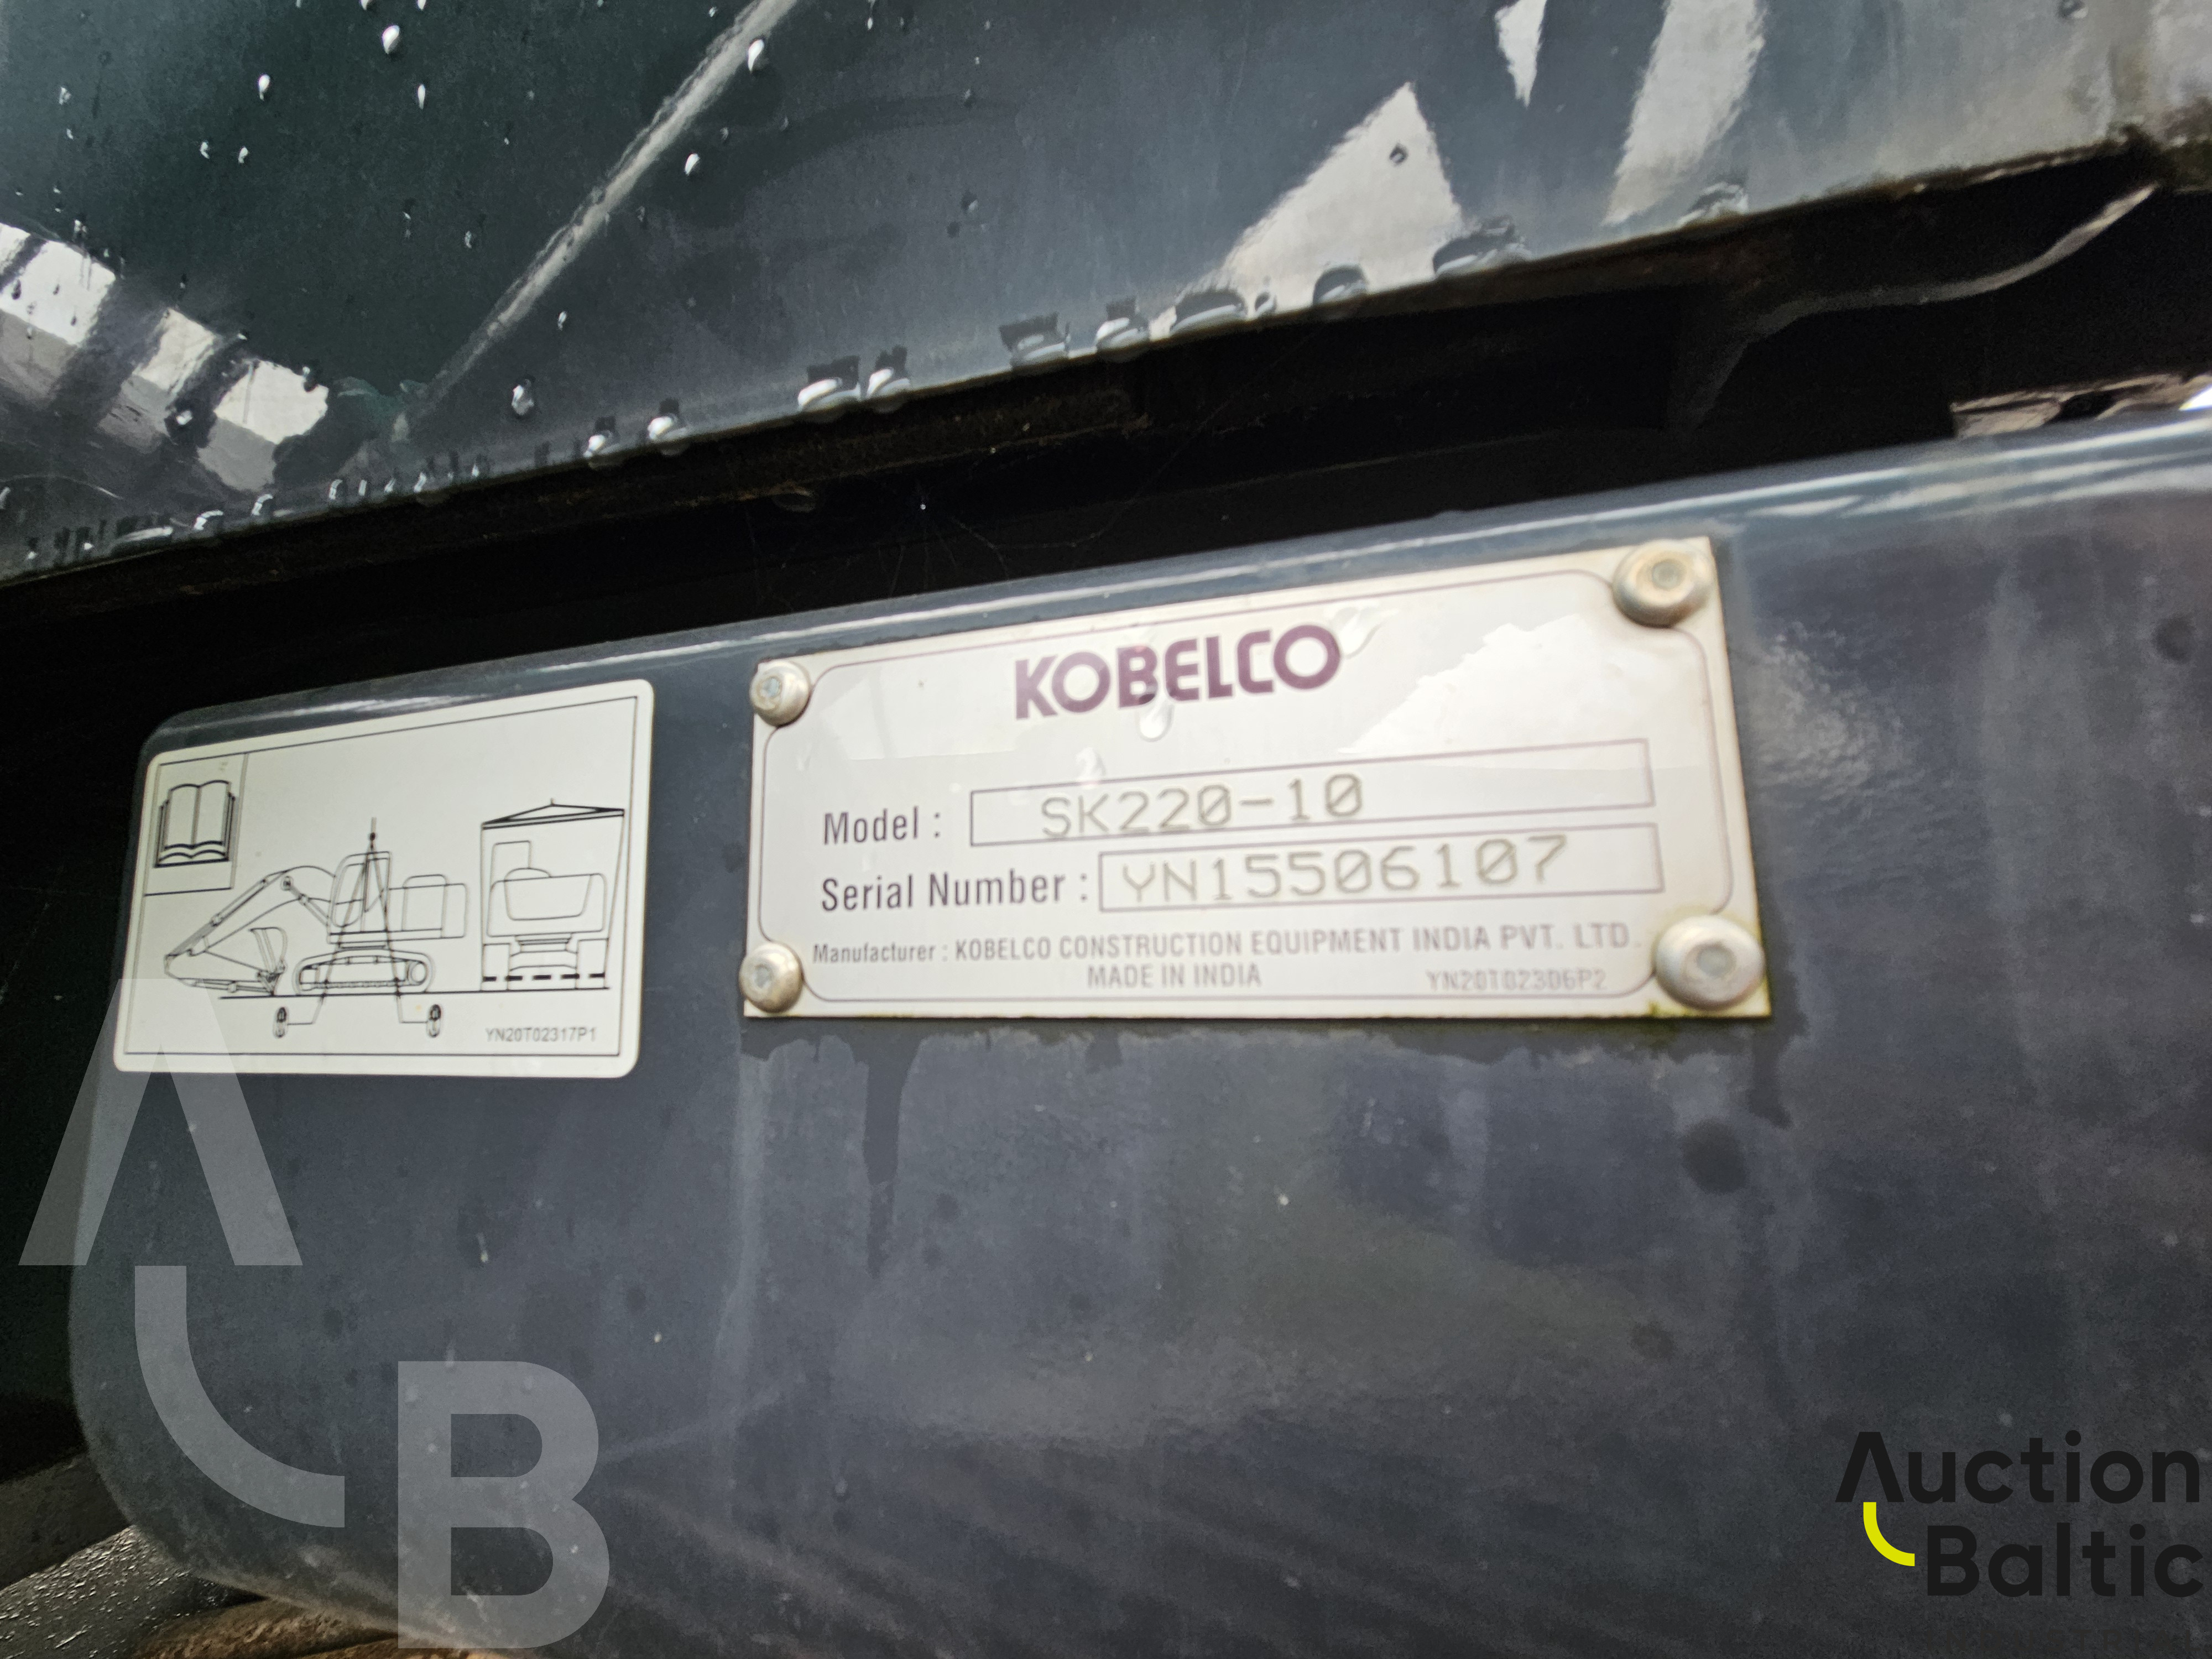 KOBELCO
Model : SK220-10
Serial Number : YN15506107
Manufacturer : KOBELCO CONSTRUCTION EQUIPMENT INDIA PVT. LTD.
MADE IN INDIA YN20T02306P2
YN20T02317P1
AB
Auction
Baltic